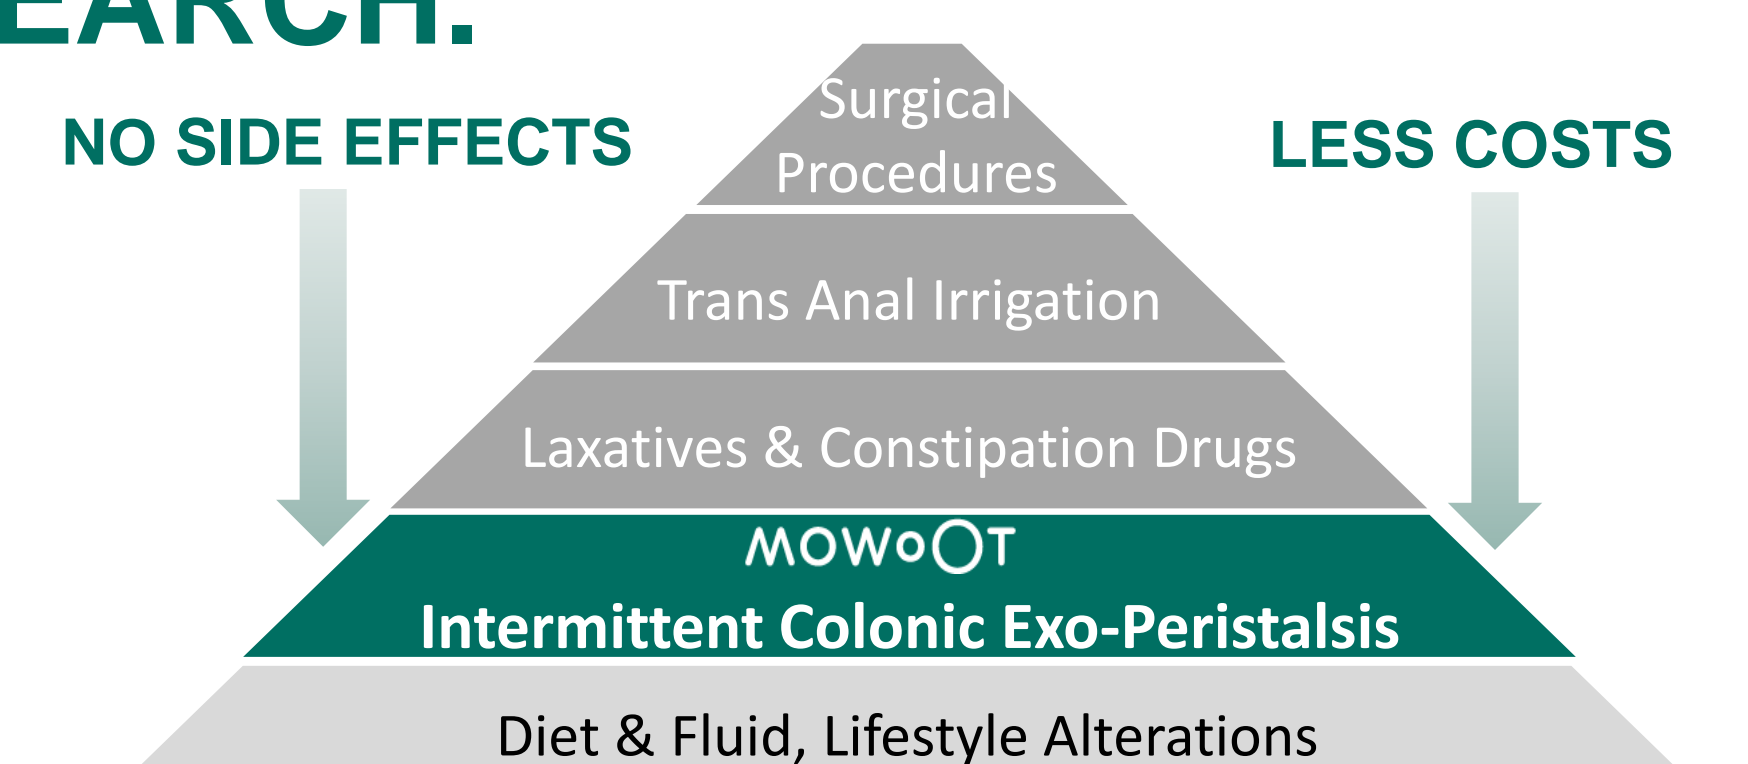 EARCH.
NO SIDE EFFECTS
LESS COSTS
Surgical
Procedures
Trans Anal Irrigation
Laxatives & Constipation Drugs
MOWoOT
Intermittent Colonic Exo-Peristalsis
Diet & Fluid, Lifestyle Alterations